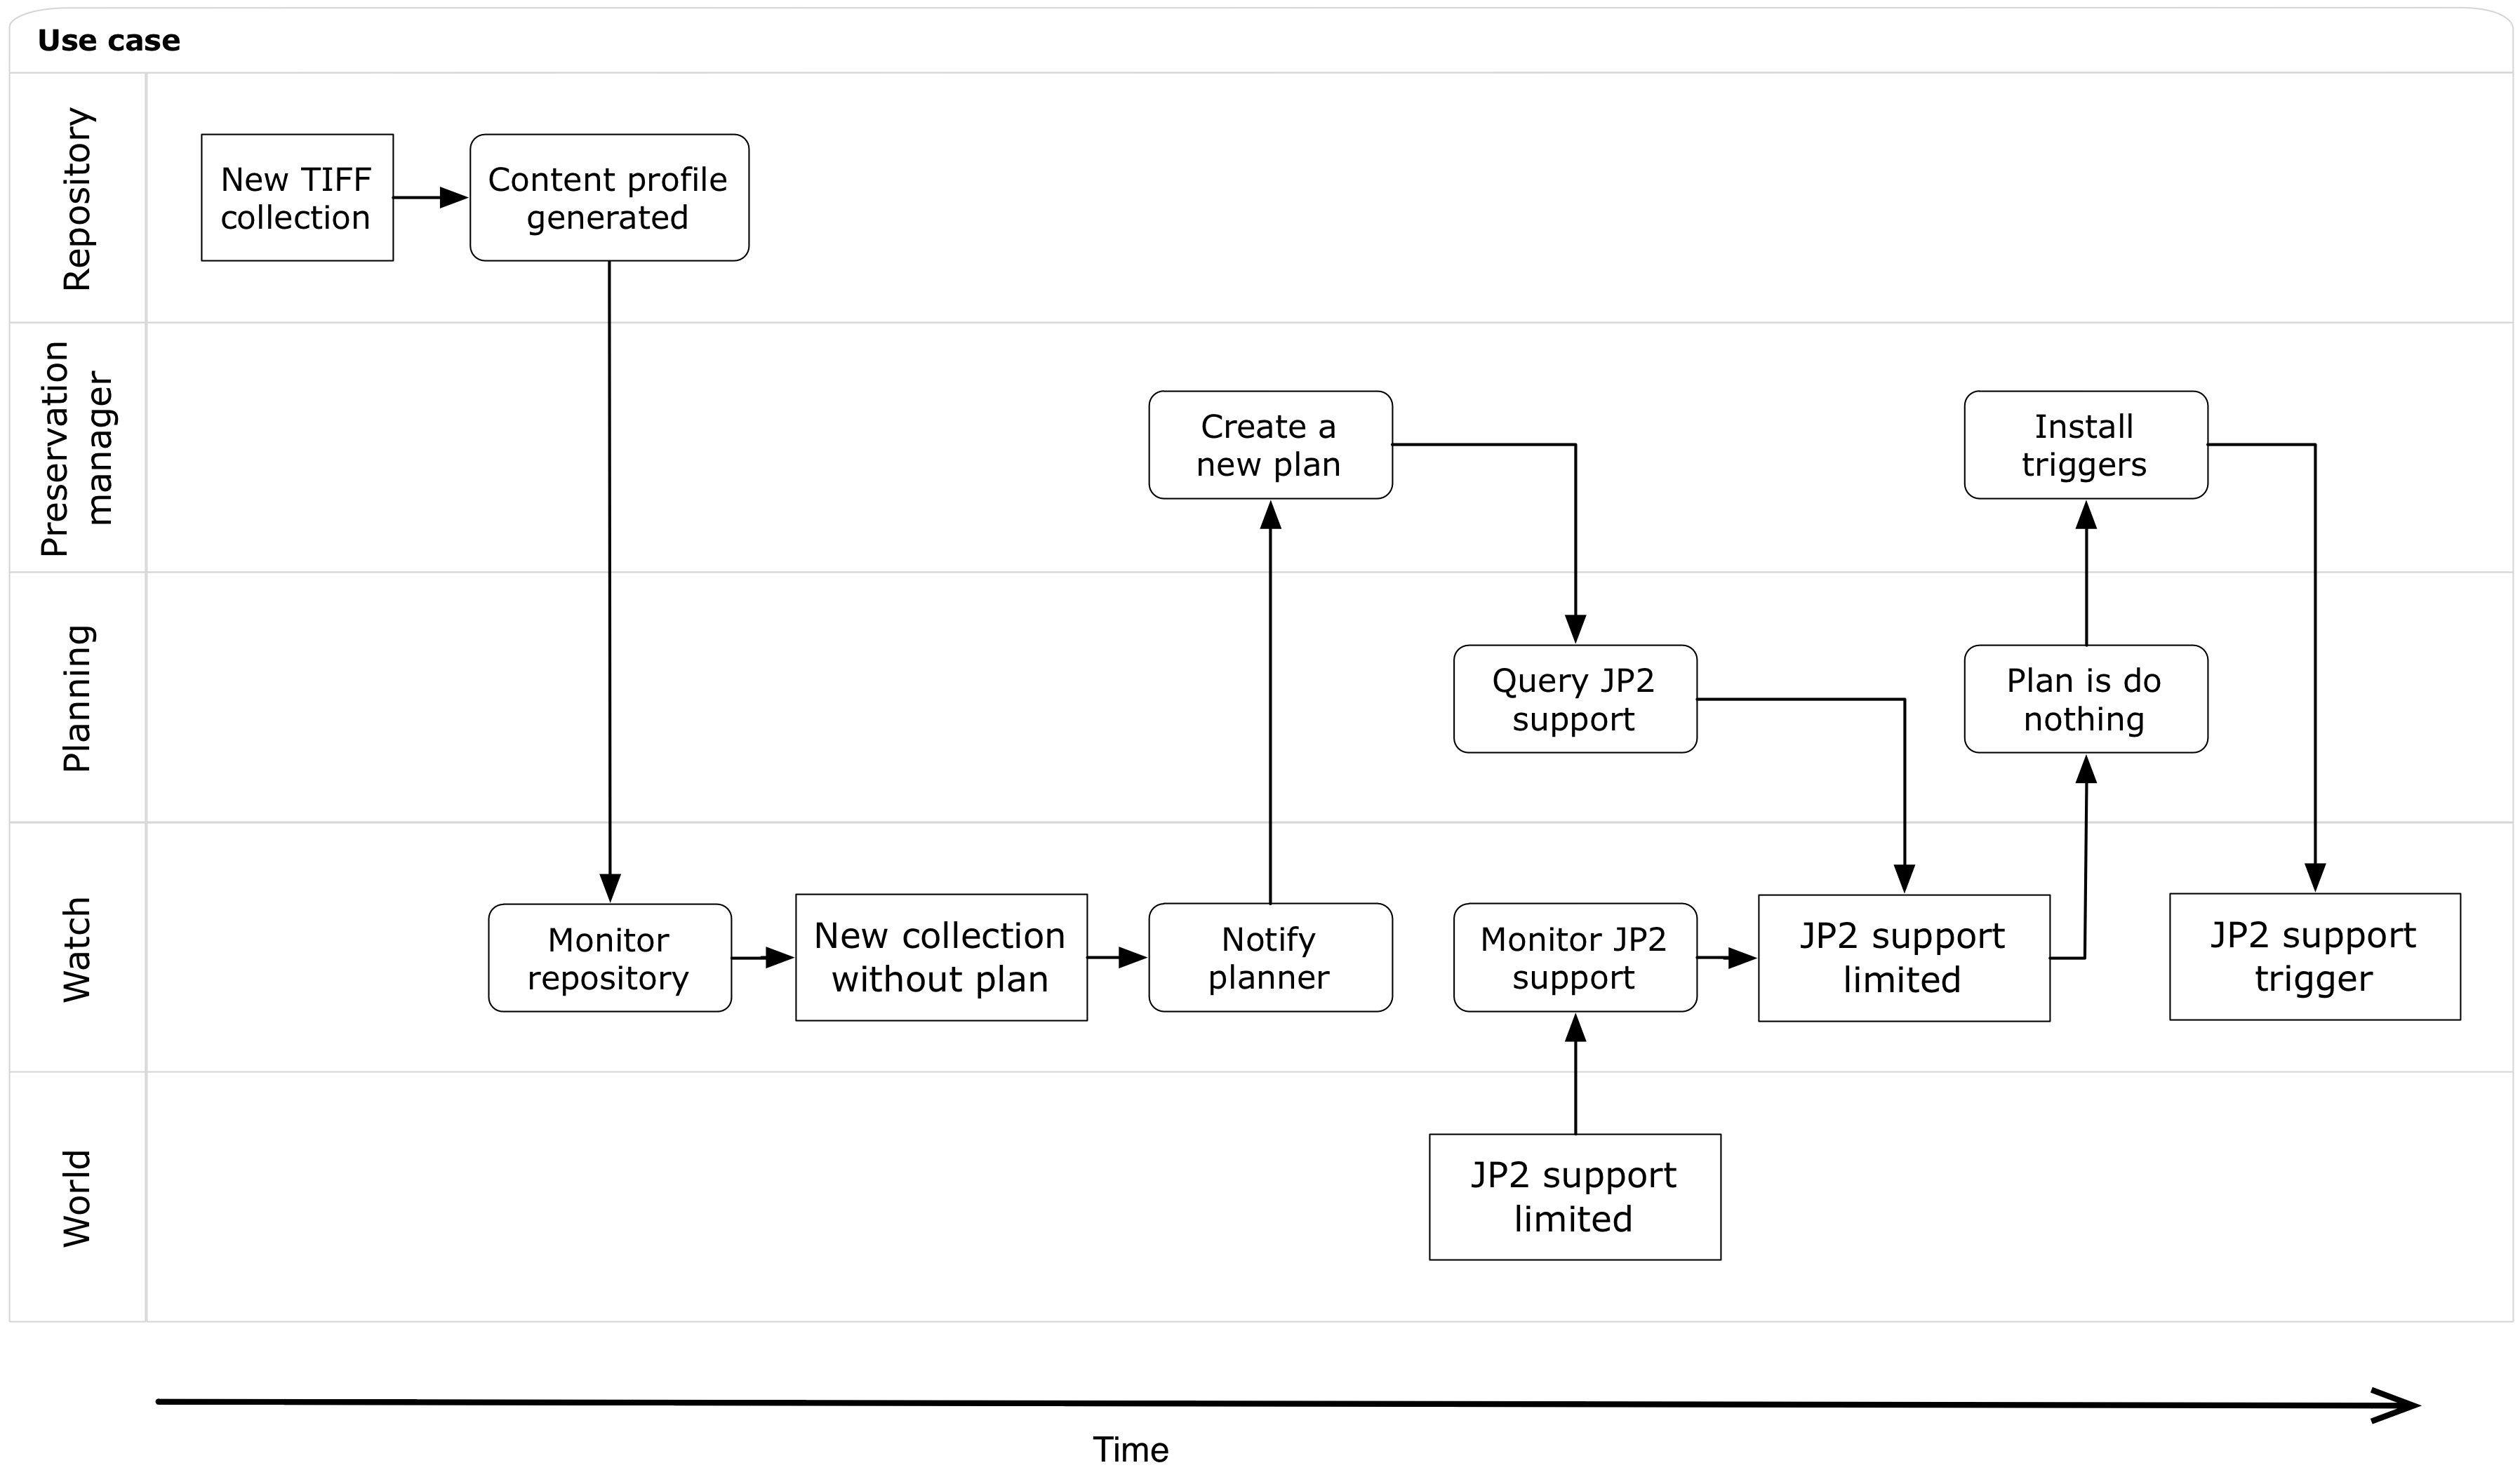 Use case
Repository
New TIFF
collection
Content profile
generated
Preservation
manager
Create a
new plan
Install
triggers
Planning
Query JP2
support
Plan is do
nothing
Watch
Monitor
repository
New collection
without plan
Notify
planner
Monitor JP2
support
JP2 support
limited
JP2 support
trigger
World
JP2 support
limited
Time